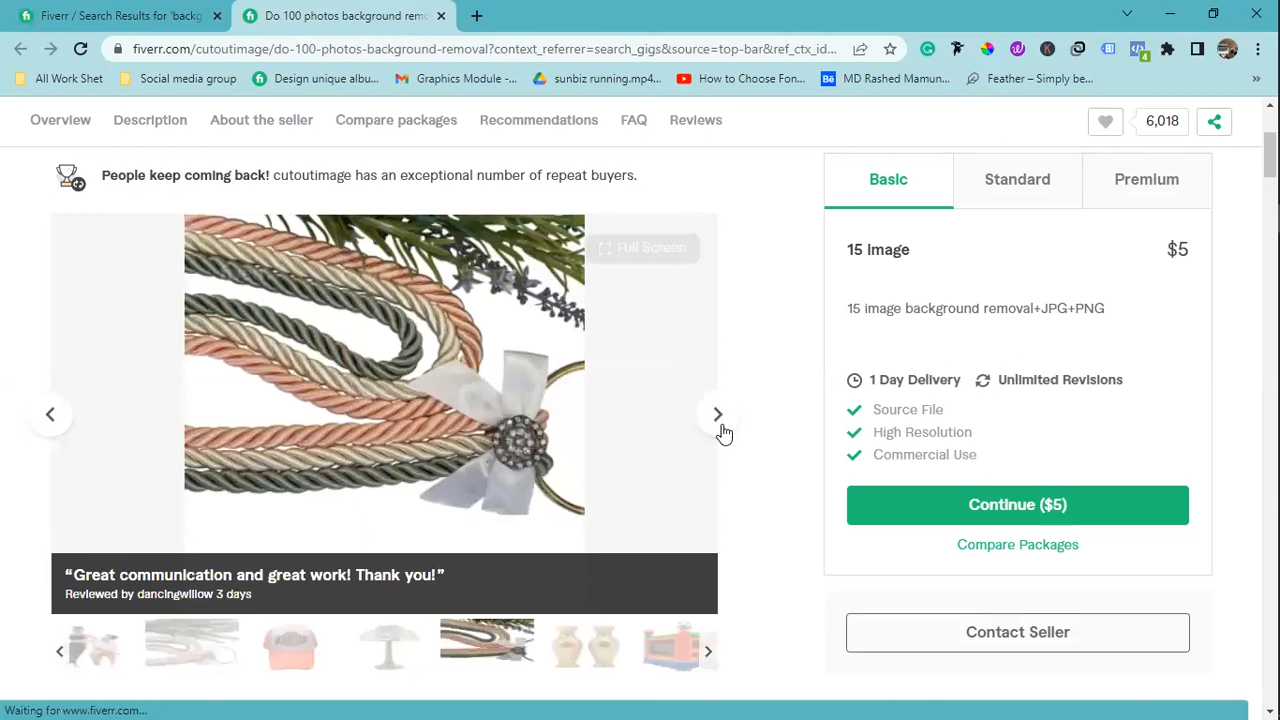 Fiverr / Search Results for 'backg
Do 100 photos background remo
fiverr.com/cutoutimage/do-100-photos-background-removal?context_referrer=search_gigs&source=top-bar&ref_ctx_id...
4
All Work Shet
Social media group
Design unique albu...
Graphics Module -...
sunbiz running.mp4...
How to Choose Fon...
MD Rashed Mamun...
Feather – Simply be...
Overview
Description
About the seller
Compare packages
Recommendations
FAQ
Reviews
6,018
People keep coming back! cutoutimage has an exceptional number of repeat buyers.
Basic
Standard
Premium
Full Screen
15 Image
$5
15 image background removal+JPG+PNG
1 Day Delivery
Unlimited Revisions
Source File
High Resolution
Commercial Use
Continue ($5)
Compare Packages
Contact Seller
“Great communication and great work! Thank you!”
Reviewed by dancingwillow 3 days
Waiting for www.fiverr.com...